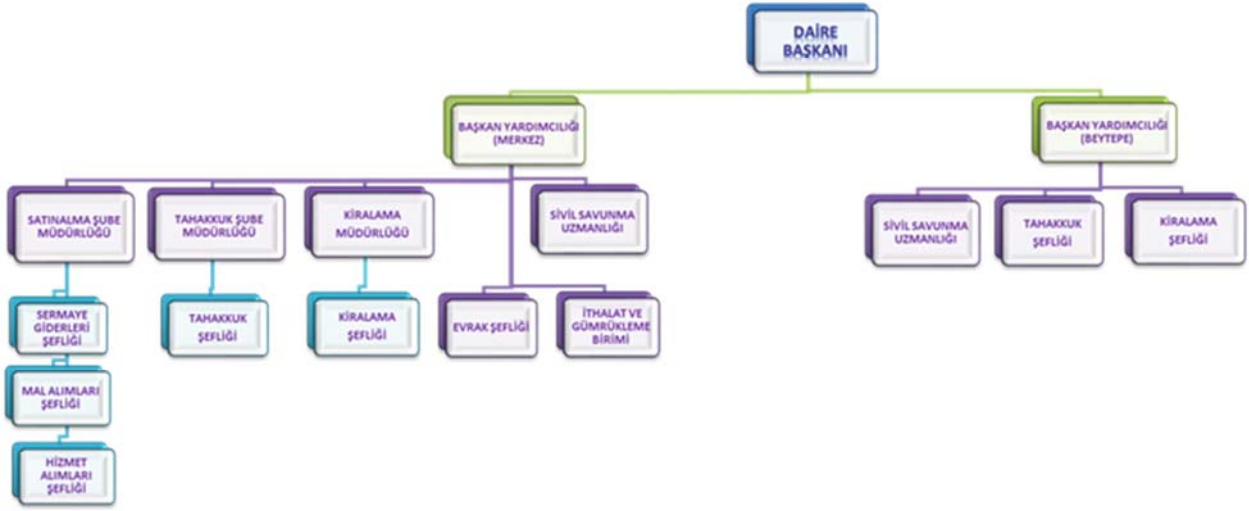 DAİRE
BAŞKANI
BAŞKAN YARDIMCILIĞI
(MERKEZ)
BAŞKAN YARDIMCILIĞI
(BEYTEPE)
SATINALMA ŞUBE
MÜDÜRLÜĞÜ
TAHAKKUK ŞUBE
MÜDÜRLÜĞÜ
KİRALAMA
MÜDÜRLÜĞÜ
SİVİL SAVUNMA
UZMANLIĞI
SİVİL SAVUNMA
UZMANLIĞI
TAHAKKUK
ŞEFLİĞİ
KİRALAMA
ŞEFLİĞİ
SERMAYE
GİDERLERİ
ŞEFLİĞİ
TAHAKKUK
ŞEFLİĞİ
KİRALAMA
ŞEFLİĞİ
EVRAK ŞEFLİĞİ
İTHALAT VE
GÜMRÜKLEME
BİRİMİ
MAL ALIMLARI
ŞEFLİĞİ
HİZMET
ALIMLARI
ŞEFLİĞİ